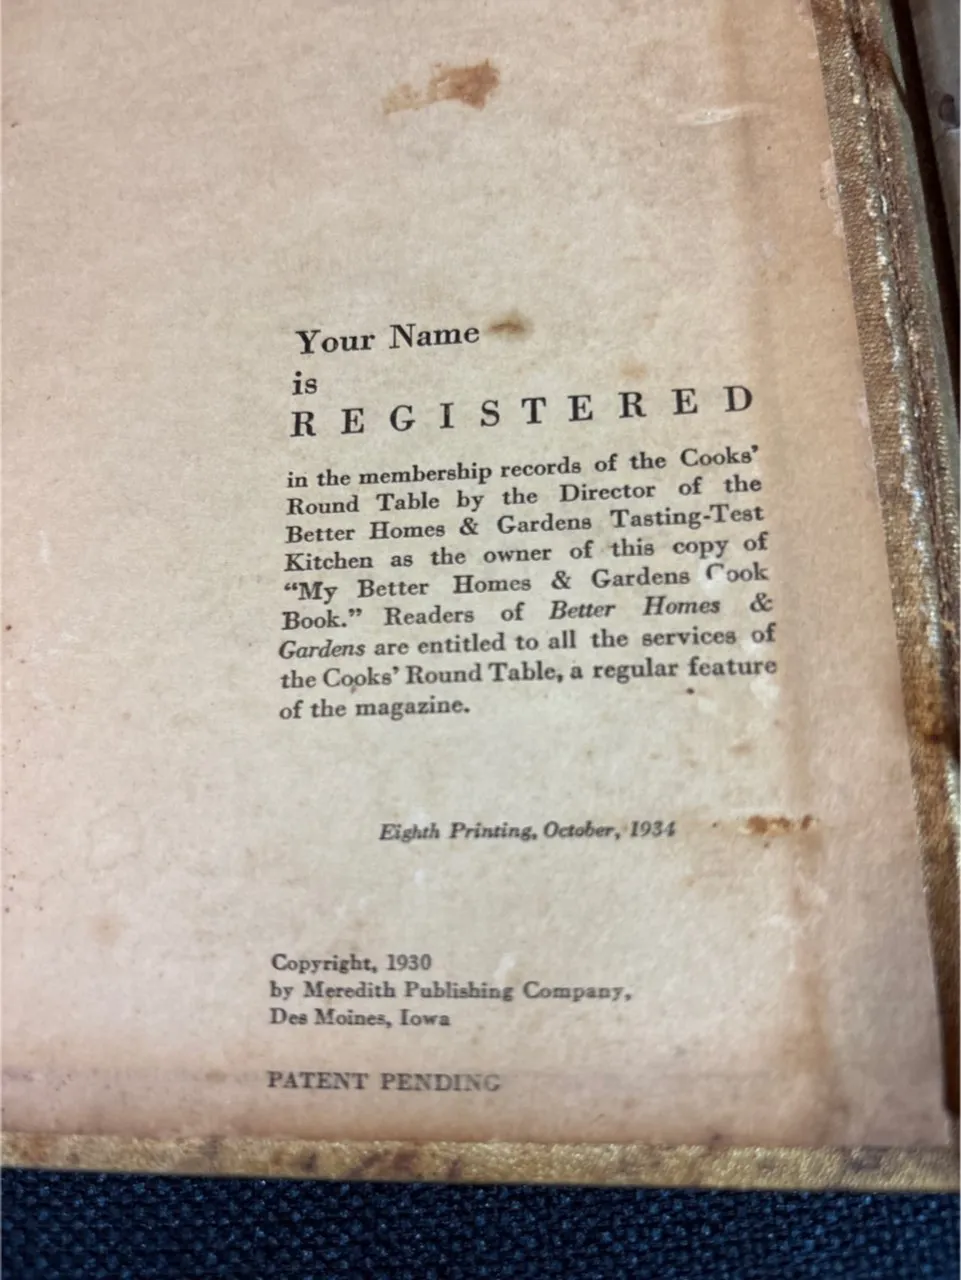 Your Name
is
REGISTERED
in the membership records of the Cooks’
Round Table by the Director of the
Better Homes & Gardens Tasting-Test
Kitchen as the owner of this copy of
“My Better Homes & Gardens Cook
Book.” Readers of Better Homes &
Gardens are entitled to all the services of
the Cooks’ Round Table, a regular feature
of the magazine.
Eighth Printing, October, 1934
Copyright, 1930
by Meredith Publishing Company,
Des Moines, Iowa
PATENT PENDING